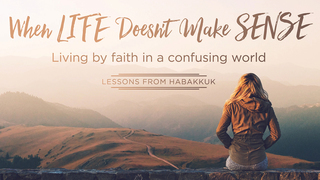 When LIFE Doesn't Make SENSE
Living by faith in a confusing world
LESSONS FROM HABAKKUK